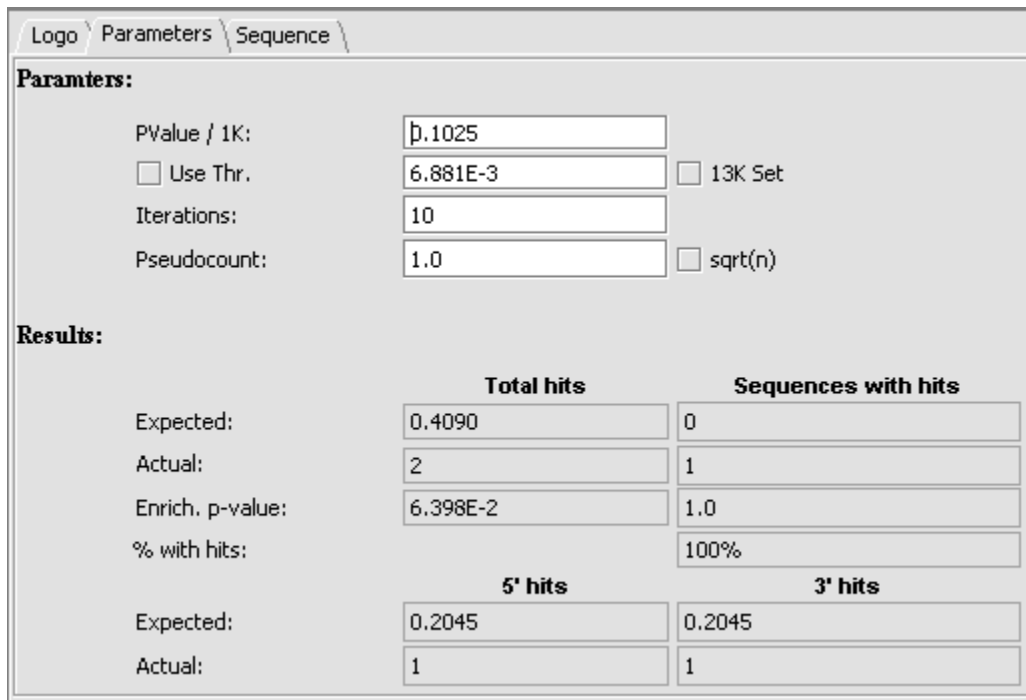 Logo Parameters Sequence
Paramters:
PValue / 1K: 0.1025
Use Thr. 6.881E-3 13K Set
Iterations: 10
Pseudocount: 1.0 sqrt(n)
Results:
Total hits Sequences with hits
Expected: 0.4090 0
Actual: 2 1
Enrich. p-value: 6.398E-2 1.0
% with hits: 100%
5' hits 3' hits
Expected: 0.2045 0.2045
Actual: 1 1